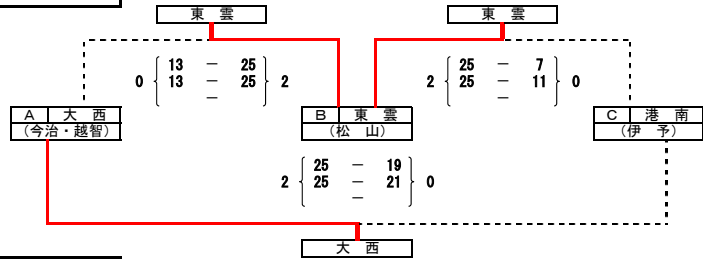 東 雲
東 雲
0 13 － 25 2
13 － 25
－
2 25 － 7 0
25 － 11
－
A 大 西
(今治・越智)
B 東 雲
(松 山)
C 港 南
(伊 予)
2 25 － 19 0
25 － 21
－
大 西